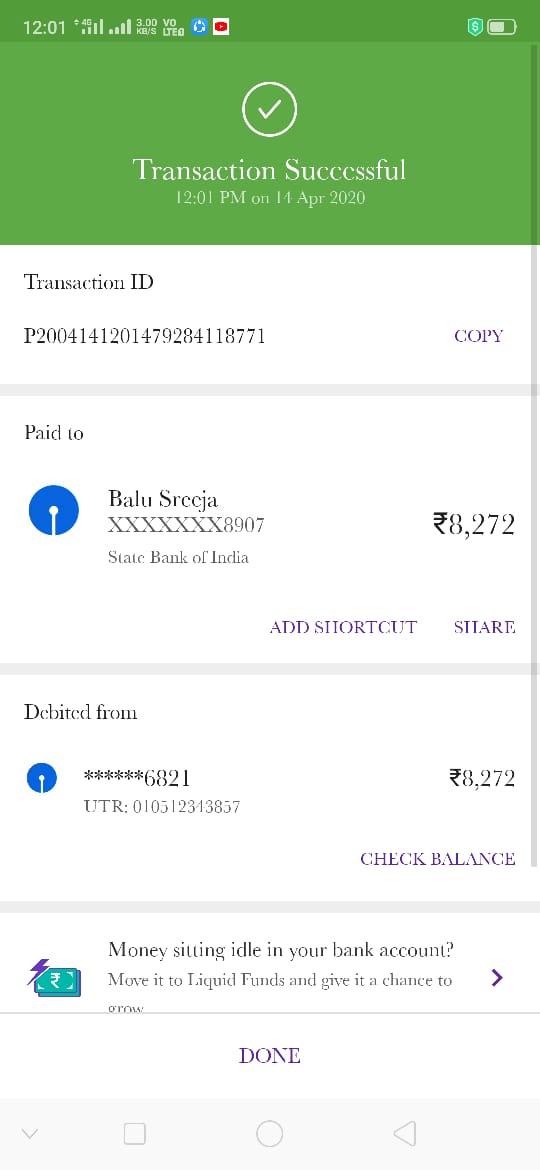 12:01 4G 3.00 KB/S VO LTE
Transaction Successful
12:01 PM on 14 Apr 2020
Transaction ID
P2004141201479284118771
COPY
Paid to
Balu Sreeja
XXXXXXX8907
₹8,272
State Bank of India
ADD SHORTCUT SHARE
Debited from
******6821
₹8,272
UTR: 010512343857
CHECK BALANCE
Money sitting idle in your bank account?
Move it to Liquid Funds and give it a chance to
grow
DONE